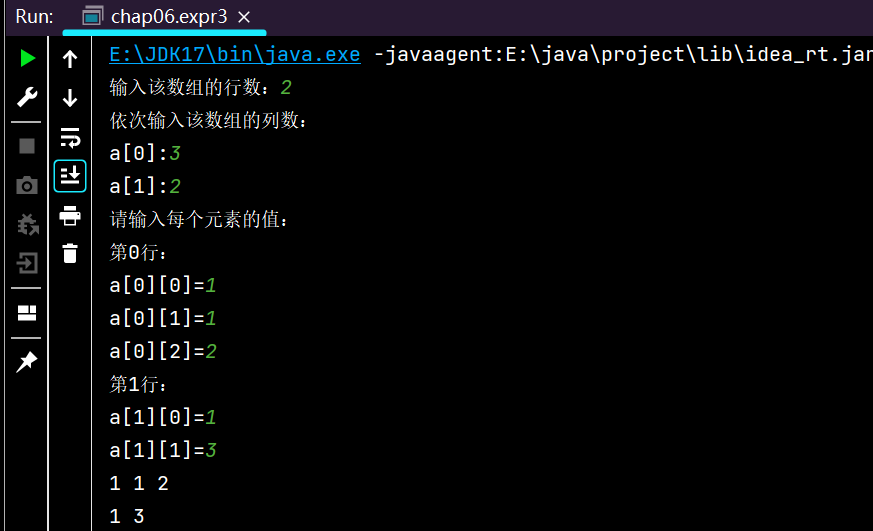 Run: chap06.expr3
E:\JDK17\bin\java.exe -javaagent:E:\java\project\lib\idea_rt.jar
输入该数组的行数：2
依次输入该数组的列数：
a[0]:3
a[1]:2
请输入每个元素的值：
第0行：
a[0][0]=1
a[0][1]=1
a[0][2]=2
第1行：
a[1][0]=1
a[1][1]=3
1 1 2
1 3